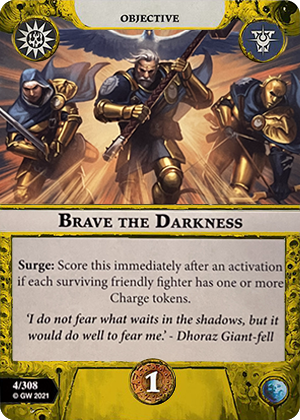 OBJECTIVE
BRAVE THE DARKNESS
Surge: Score this immediately after an activation
if each surviving friendly fighter has one or more
Charge tokens.
'I do not fear what waits in the shadows, but it
would do well to fear me.' - Dhoraz Giant-fell
4/308
© GW 2021
1